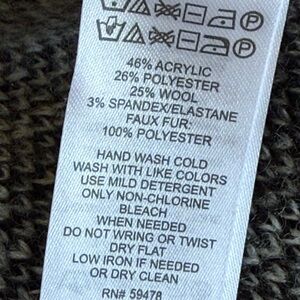 46% ACRYLIC
26% POLYESTER
25% WOOL
3% SPANDEX/ELASTANE
FAUX FUR:
100% POLYESTER
HAND WASH COLD
WASH WITH LIKE COLORS
USE MILD DETERGENT
ONLY NON-CHLORINE
BLEACH
WHEN NEEDED
DO NOT WRING OR TWIST
DRY FLAT
LOW IRON IF NEEDED
OR DRY CLEAN
RN# 59478